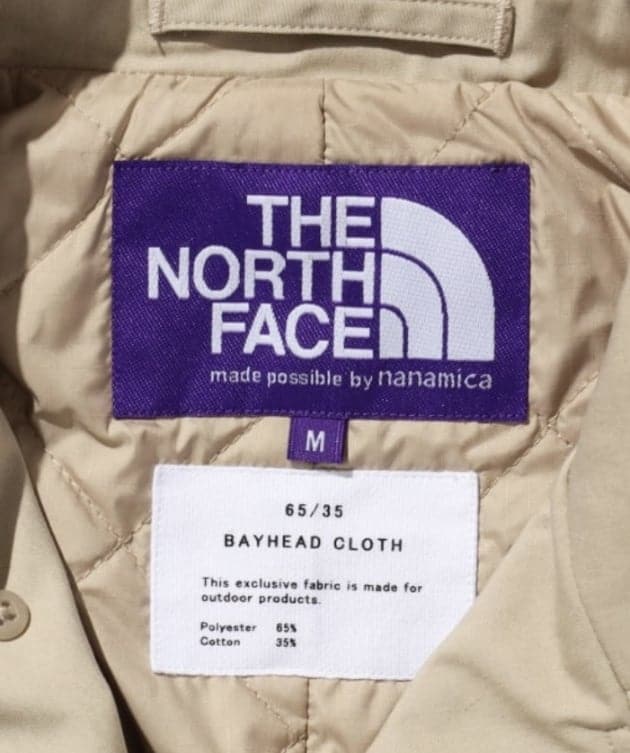 THE
NORTH
FACE
made possible by nanamica
M
65/35
BAYHEAD CLOTH
This exclusive fabric is made for
outdoor products.
Polyester 65%
Cotton 35%